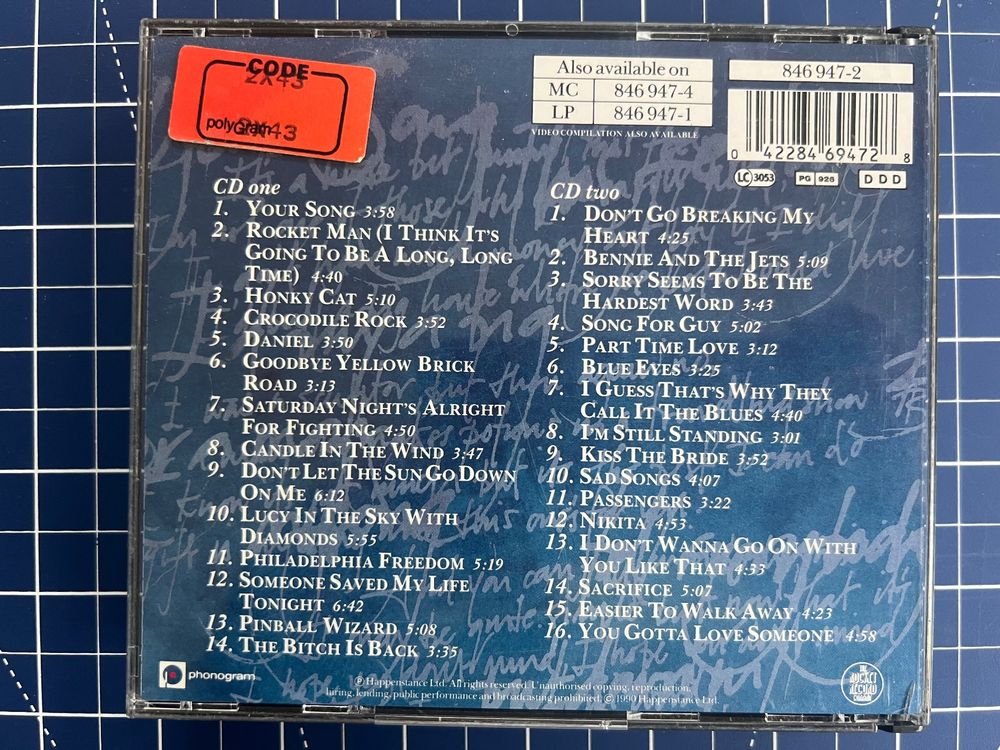 CODE
2X43
polyGram
2X43
Also available on
MC 846 947-4
LP 846 947-1
VIDEO COMPILATION ALSO AVAILABLE
846 947-2
0 42284 69472 8
LC 3053
PG 926
D D D
CD one
1. YOUR SONG 3:58
2. ROCKET MAN (I THINK IT'S
GOING TO BE A LONG, LONG
TIME) 4:40
3. HONKY CAT 5:10
4. CROCODILE ROCK 3:52
5. DANIEL 3:50
6. GOODBYE YELLOW BRICK
ROAD 3:13
7. SATURDAY NIGHT'S ALRIGHT
FOR FIGHTING 4:50
8. CANDLE IN THE WIND 3:47
9. DON'T LET THE SUN GO DOWN
ON ME 6:12
10. LUCY IN THE SKY WITH
DIAMONDS 5:55
11. PHILADELPHIA FREEDOM 5:19
12. SOMEONE SAVED MY LIFE
TONIGHT 6:42
13. PINBALL WIZARD 5:08
14. THE BITCH IS BACK 3:35
CD two
1. DON'T GO BREAKING MY
HEART 4:25
2. BENNIE AND THE JETS 5:09
3. SORRY SEEMS TO BE THE
HARDEST WORD 3:43
4. SONG FOR GUY 5:02
5. PART TIME LOVE 3:12
6. BLUE EYES 3:25
7. I GUESS THAT'S WHY THEY
CALL IT THE BLUES 4:40
8. I'M STILL STANDING 3:01
9. KISS THE BRIDE 3:52
10. SAD SONGS 4:07
11. PASSENGERS 3:22
12. NIKITA 4:53
13. I DON'T WANNA GO ON WITH
YOU LIKE THAT 4:33
14. SACRIFICE 5:07
15. EASIER TO WALK AWAY 4:23
16. YOU GOTTA LOVE SOMEONE 4:58
phonogram
℗ Happenstance Ltd. All rights reserved. Unauthorised copying, reproduction,
hiring, lending, public performance and broadcasting prohibited. © 1990 Happenstance Ltd.
THE
ROCKET
RECORD
COMPANY